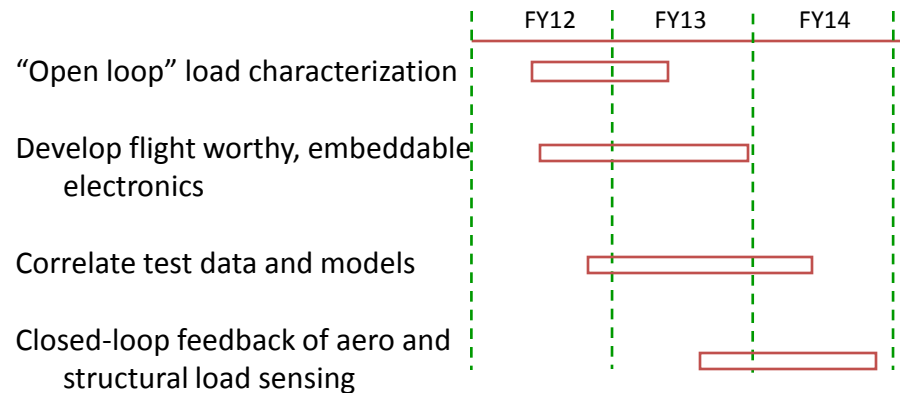 FY12 FY13 FY14
“Open loop” load characterization
Develop flight worthy, embeddable
electronics
Correlate test data and models
Closed-loop feedback of aero and
structural load sensing